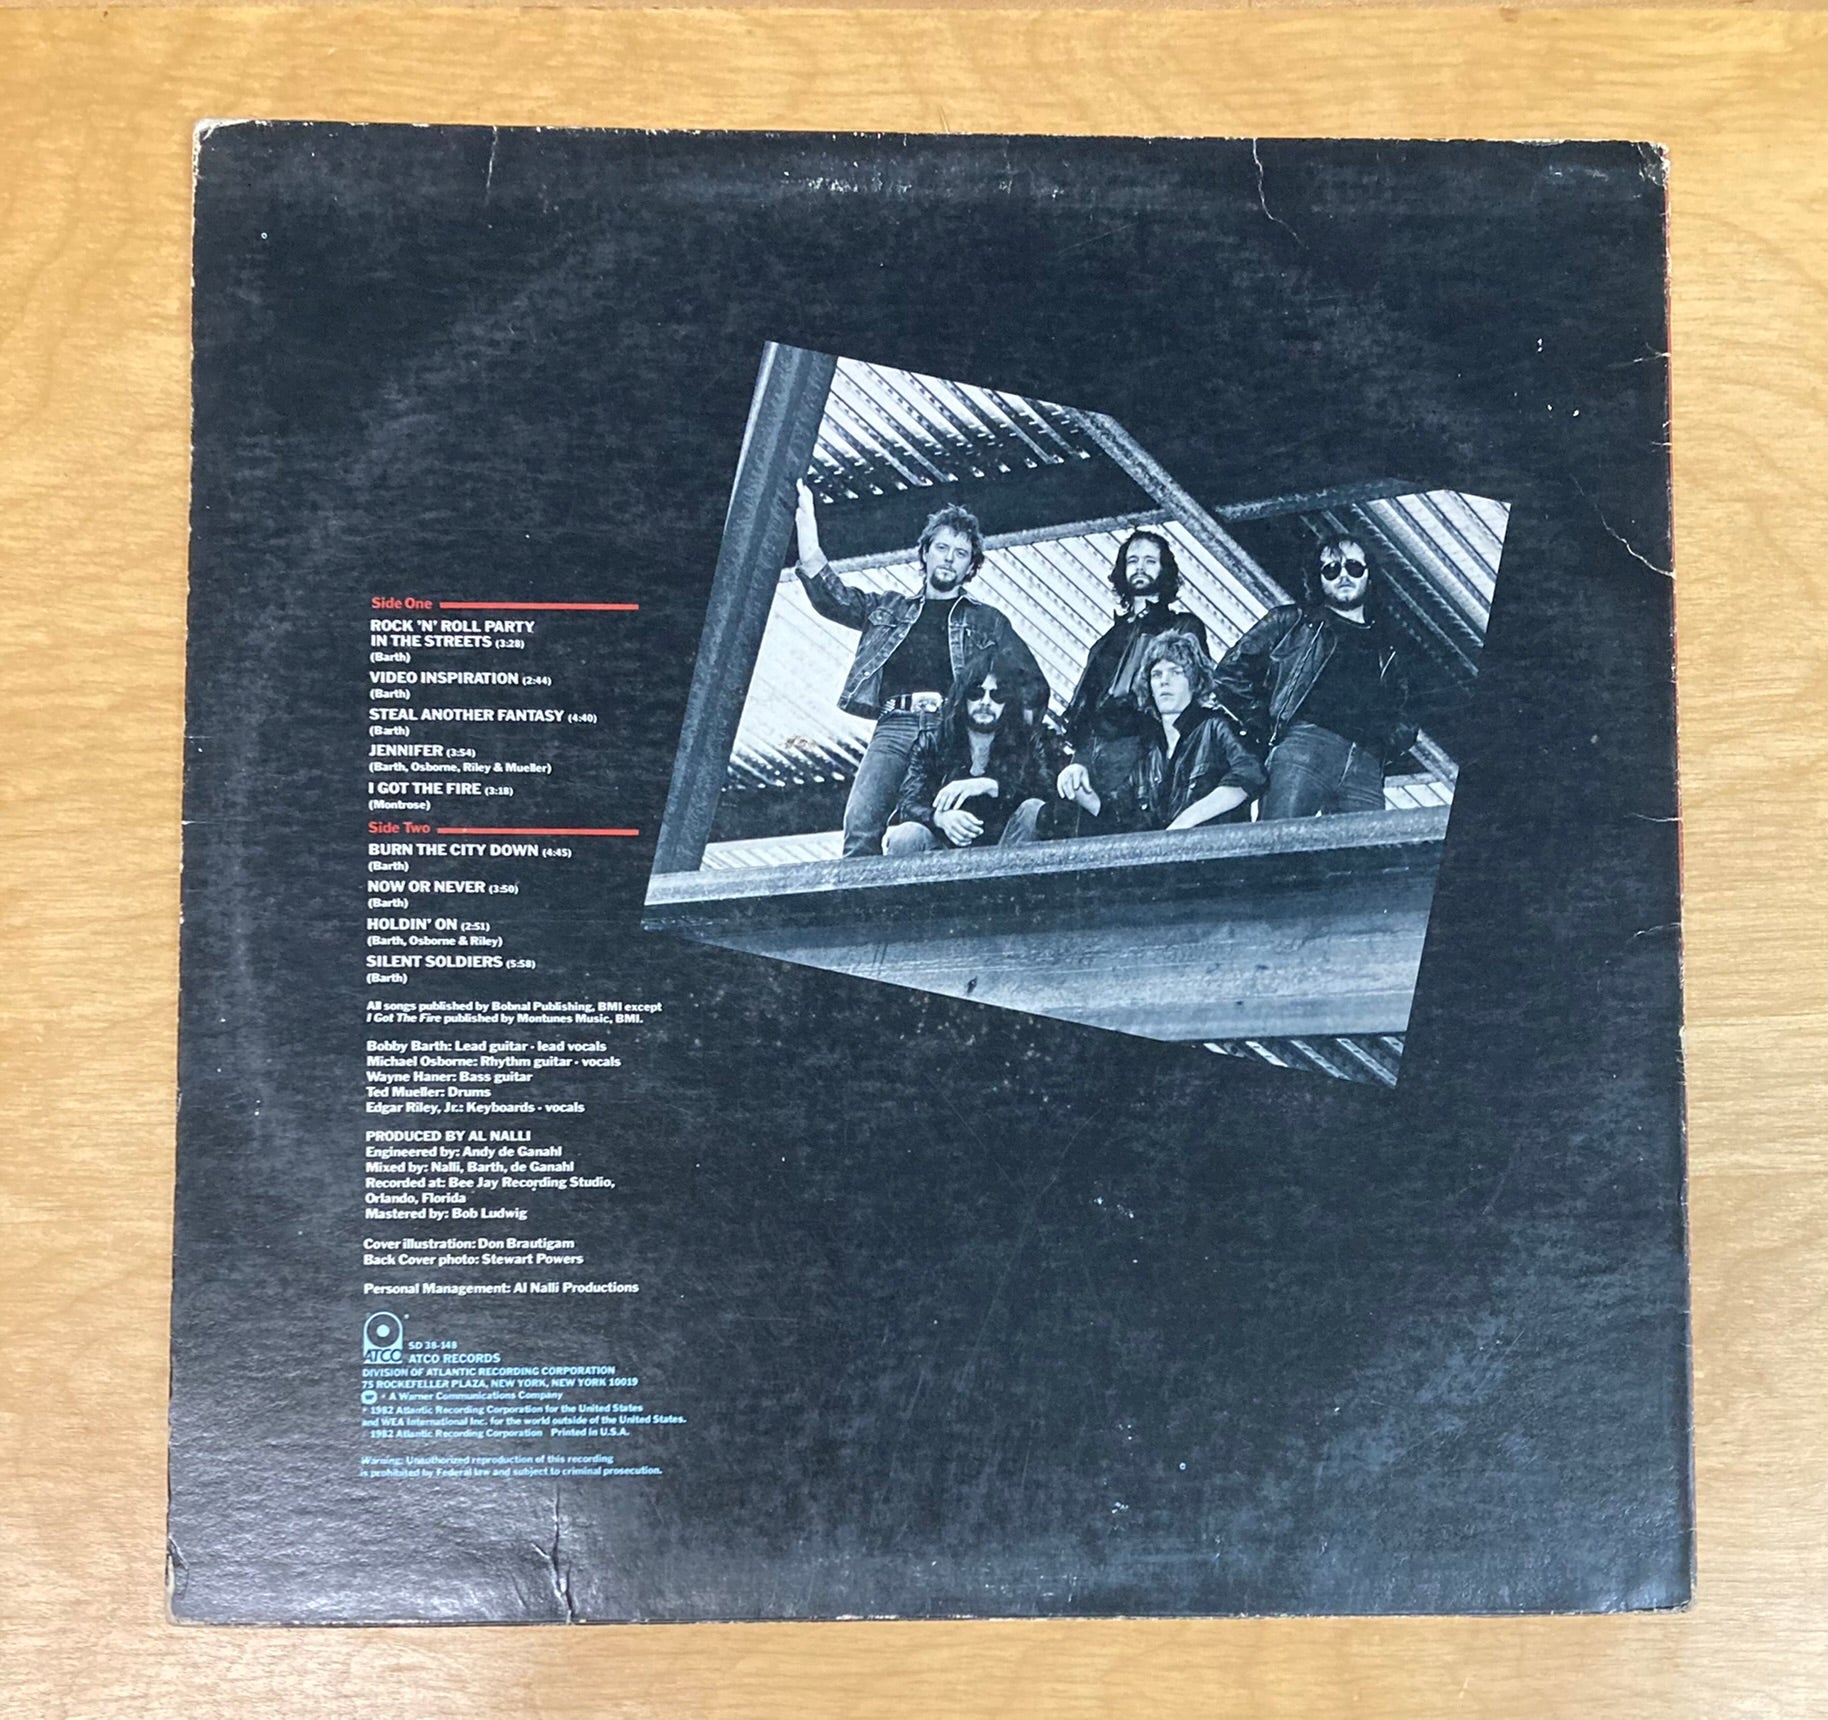 Side One
ROCK 'N' ROLL PARTY
IN THE STREETS (3:28)
(Barth)
VIDEO INSPIRATION (2:44)
(Barth)
STEAL ANOTHER FANTASY (4:40)
(Barth)
JENNIFER (3:54)
(Barth, Osborne, Riley & Mueller)
I GOT THE FIRE (3:18)
(Montrose)
Side Two
BURN THE CITY DOWN (4:45)
(Barth)
NOW OR NEVER (3:50)
(Barth)
HOLDIN' ON (2:51)
(Barth, Osborne & Riley)
SILENT SOLDIERS (5:58)
(Barth)
All songs published by Bobnal Publishing, BMI except
I Got The Fire published by Montunes Music, BMI.
Bobby Barth: Lead guitar - lead vocals
Michael Osborne: Rhythm guitar - vocals
Wayne Haner: Bass guitar
Ted Mueller: Drums
Edgar Riley, Jr.: Keyboards - vocals
PRODUCED BY AL NALLI
Engineered by: Andy de Ganahl
Mixed by: Nalli, Barth, de Ganahl
Recorded at: Bee Jay Recording Studio,
Orlando, Florida
Mastered by: Bob Ludwig
Cover illustration: Don Brautigam
Back Cover photo: Stewart Powers
Personal Management: Al Nalli Productions
SD 38-148
ATCO ATCO RECORDS
DIVISION OF ATLANTIC RECORDING CORPORATION
75 ROCKEFELLER PLAZA, NEW YORK, NEW YORK 10019
A Warner Communications Company
1982 Atlantic Recording Corporation for the United States
and WEA International Inc. for the world outside of the United States.
1982 Atlantic Recording Corporation Printed in U.S.A.
Warning: Unauthorized reproduction of this recording
is prohibited by Federal law and subject to criminal prosecution.